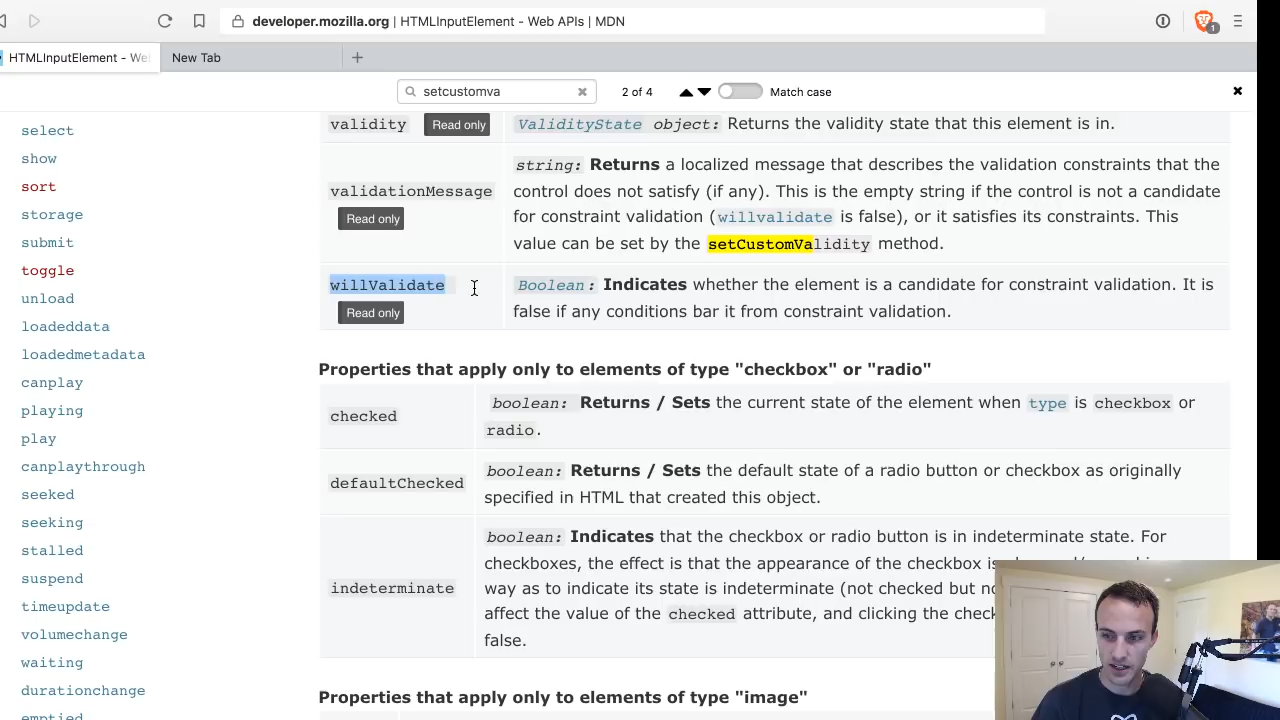 developer.mozilla.org | HTMLInputElement - Web APIs | MDN
1
HTMLInputElement - We
New Tab
setcustomva
2 of 4
Match case
select
show
sort
storage
submit
toggle
unload
loadeddata
loadedmetadata
canplay
playing
play
canplaythrough
seeked
seeking
stalled
suspend
timeupdate
volumechange
waiting
durationchange
emptied
validity Read only
ValidityState object: Returns the validity state that this element is in.
validationMessage
Read only
string: Returns a localized message that describes the validation constraints that the
control does not satisfy (if any). This is the empty string if the control is not a candidate
for constraint validation (willvalidate is false), or it satisfies its constraints. This
value can be set by the setCustomValidity method.
willValidate
Read only
Boolean: Indicates whether the element is a candidate for constraint validation. It is
false if any conditions bar it from constraint validation.
Properties that apply only to elements of type "checkbox" or "radio"
checked
boolean: Returns / Sets the current state of the element when type is checkbox or
radio.
defaultChecked
boolean: Returns / Sets the default state of a radio button or checkbox as originally
specified in HTML that created this object.
indeterminate
boolean: Indicates that the checkbox or radio button is in indeterminate state. For
checkboxes, the effect is that the appearance of the checkbox is
way as to indicate its state is indeterminate (not checked but no
affect the value of the checked attribute, and clicking the check
false.
Properties that apply only to elements of type "image"